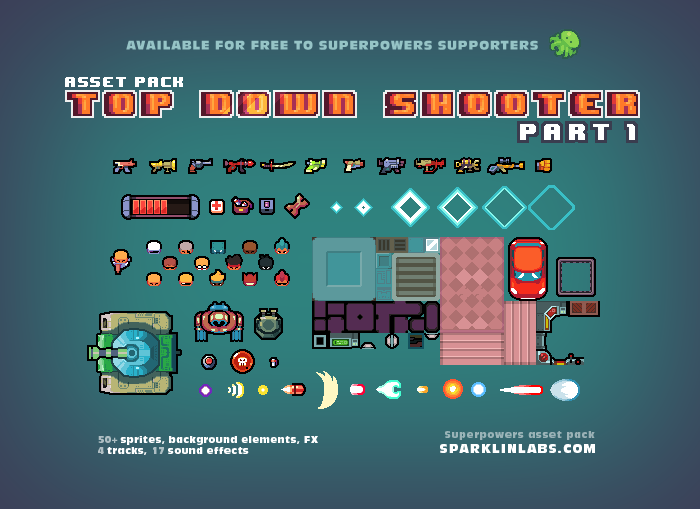 AVAILABLE FOR FREE TO SUPERPOWERS SUPPORTERS
ASSET PACK
TOP DOWN SHOOTER
PART 1
50+ sprites, background elements, FX
4 tracks, 17 sound effects
Superpowers asset pack
SPARKLINLABS.COM